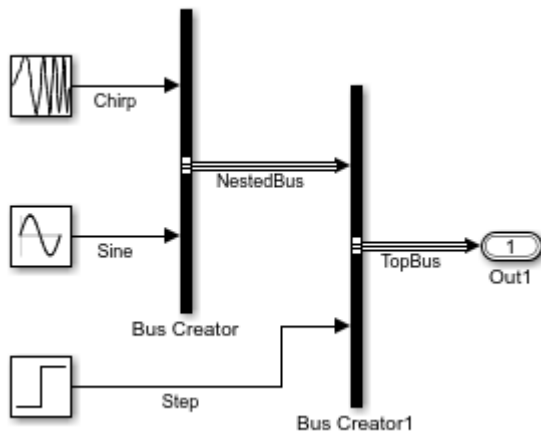 Chirp
NestedBus
Sine
TopBus
1
Out1
Bus Creator
Step
Bus Creator1